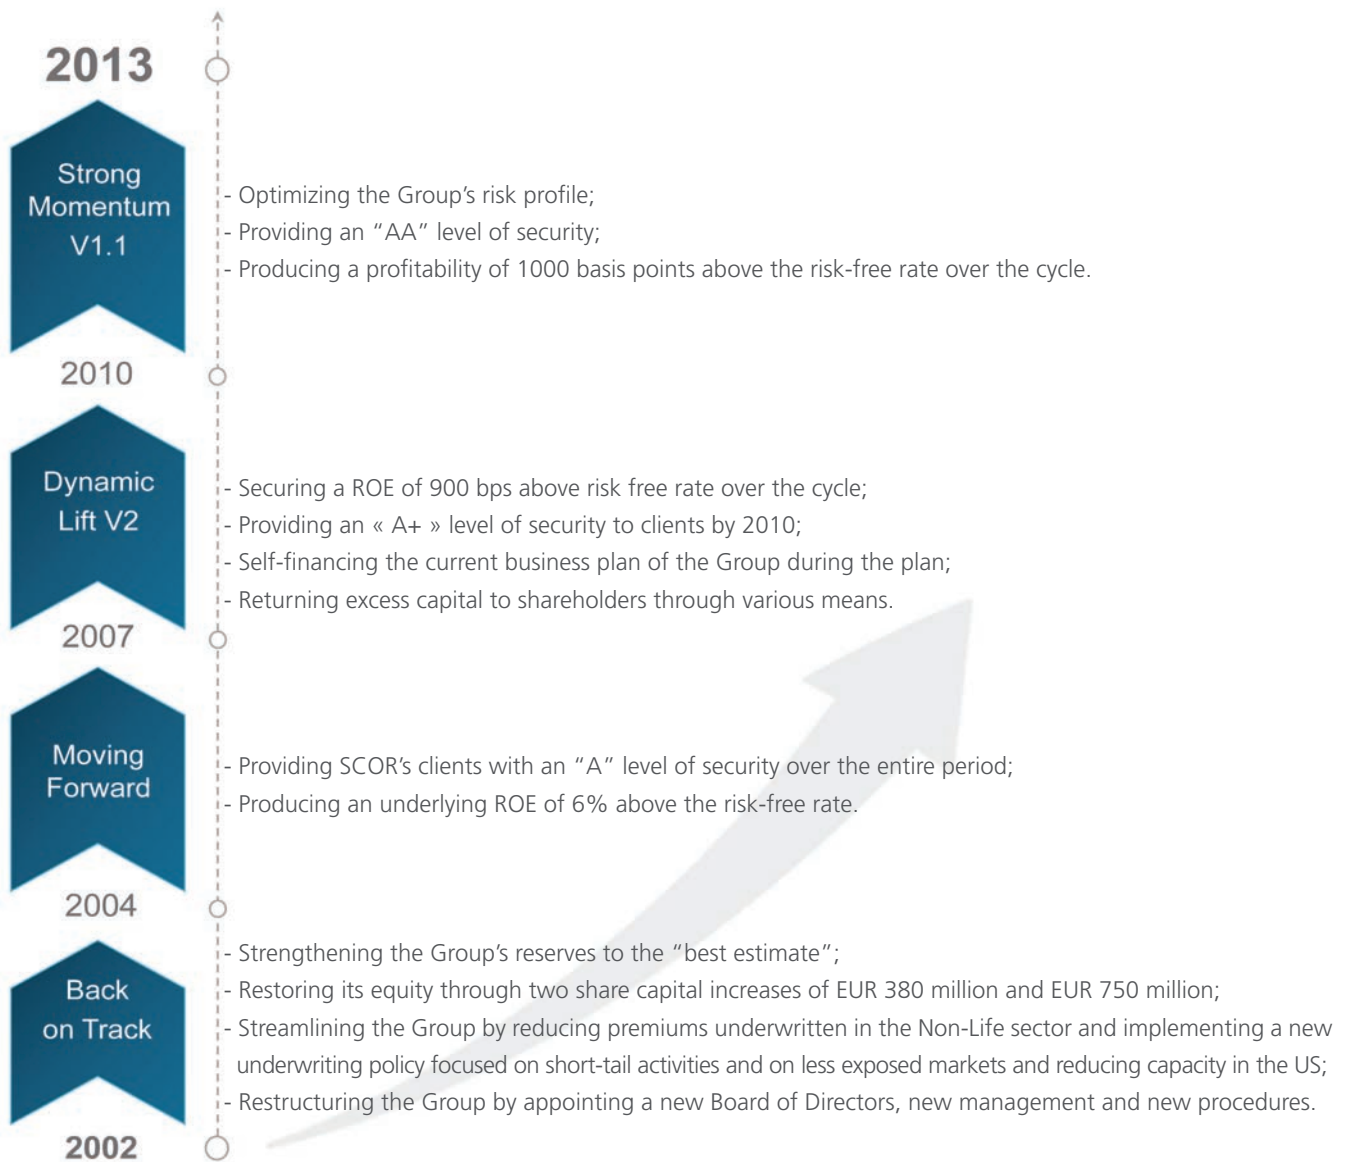 2013
Strong
Momentum
V1.1
- Optimizing the Group’s risk profile;
- Providing an “AA” level of security;
- Producing a profitability of 1000 basis points above the risk-free rate over the cycle.
2010
Dynamic
Lift V2
- Securing a ROE of 900 bps above risk free rate over the cycle;
- Providing an « A+ » level of security to clients by 2010;
- Self-financing the current business plan of the Group during the plan;
- Returning excess capital to shareholders through various means.
2007
Moving
Forward
- Providing SCOR’s clients with an “A” level of security over the entire period;
- Producing an underlying ROE of 6% above the risk-free rate.
2004
Back
on Track
- Strengthening the Group’s reserves to the “best estimate”;
- Restoring its equity through two share capital increases of EUR 380 million and EUR 750 million;
- Streamlining the Group by reducing premiums underwritten in the Non-Life sector and implementing a new
underwriting policy focused on short-tail activities and on less exposed markets and reducing capacity in the US;
- Restructuring the Group by appointing a new Board of Directors, new management and new procedures.
2002